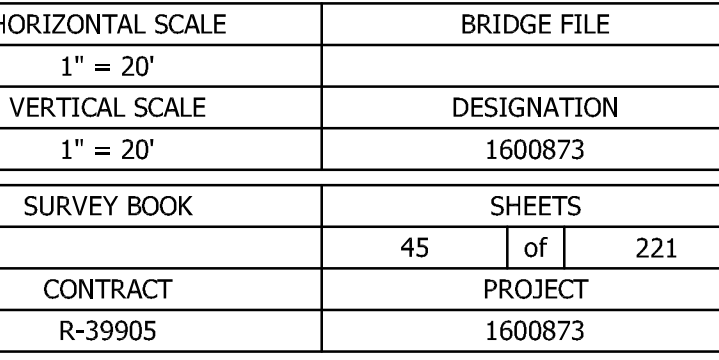 HORIZONTAL SCALE BRIDGE FILE
1" = 20'
VERTICAL SCALE DESIGNATION
1" = 20' 1600873
SURVEY BOOK SHEETS
45 of 221
CONTRACT PROJECT
R-39905 1600873